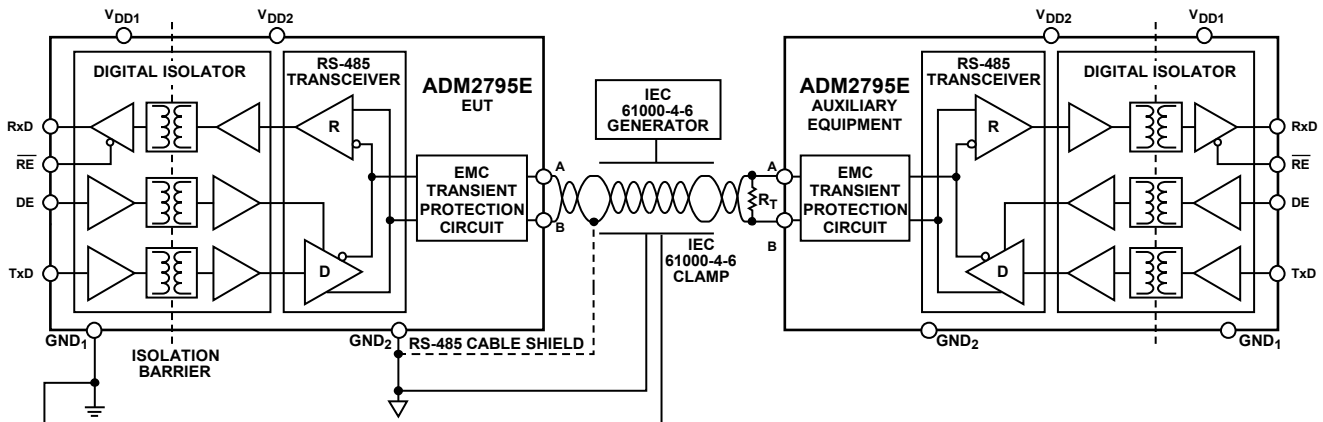 VDD1
VDD2
VDD2
VDD1
DIGITAL ISOLATOR
RS-485
TRANSCEIVER
ADM2795E
EUT
RxD
RE
DE
TxD
R
D
EMC
TRANSIENT
PROTECTION
CIRCUIT
A
B
GND1
ISOLATION
BARRIER
GND2
RS-485 CABLE SHIELD
IEC
61000-4-6
GENERATOR
IEC
61000-4-6
CLAMP
RT
A
B
ADM2795E
AUXILIARY
EQUIPMENT
EMC
TRANSIENT
PROTECTION
CIRCUIT
RS-485
TRANSCEIVER
DIGITAL ISOLATOR
R
D
RxD
RE
DE
TxD
GND2
GND1